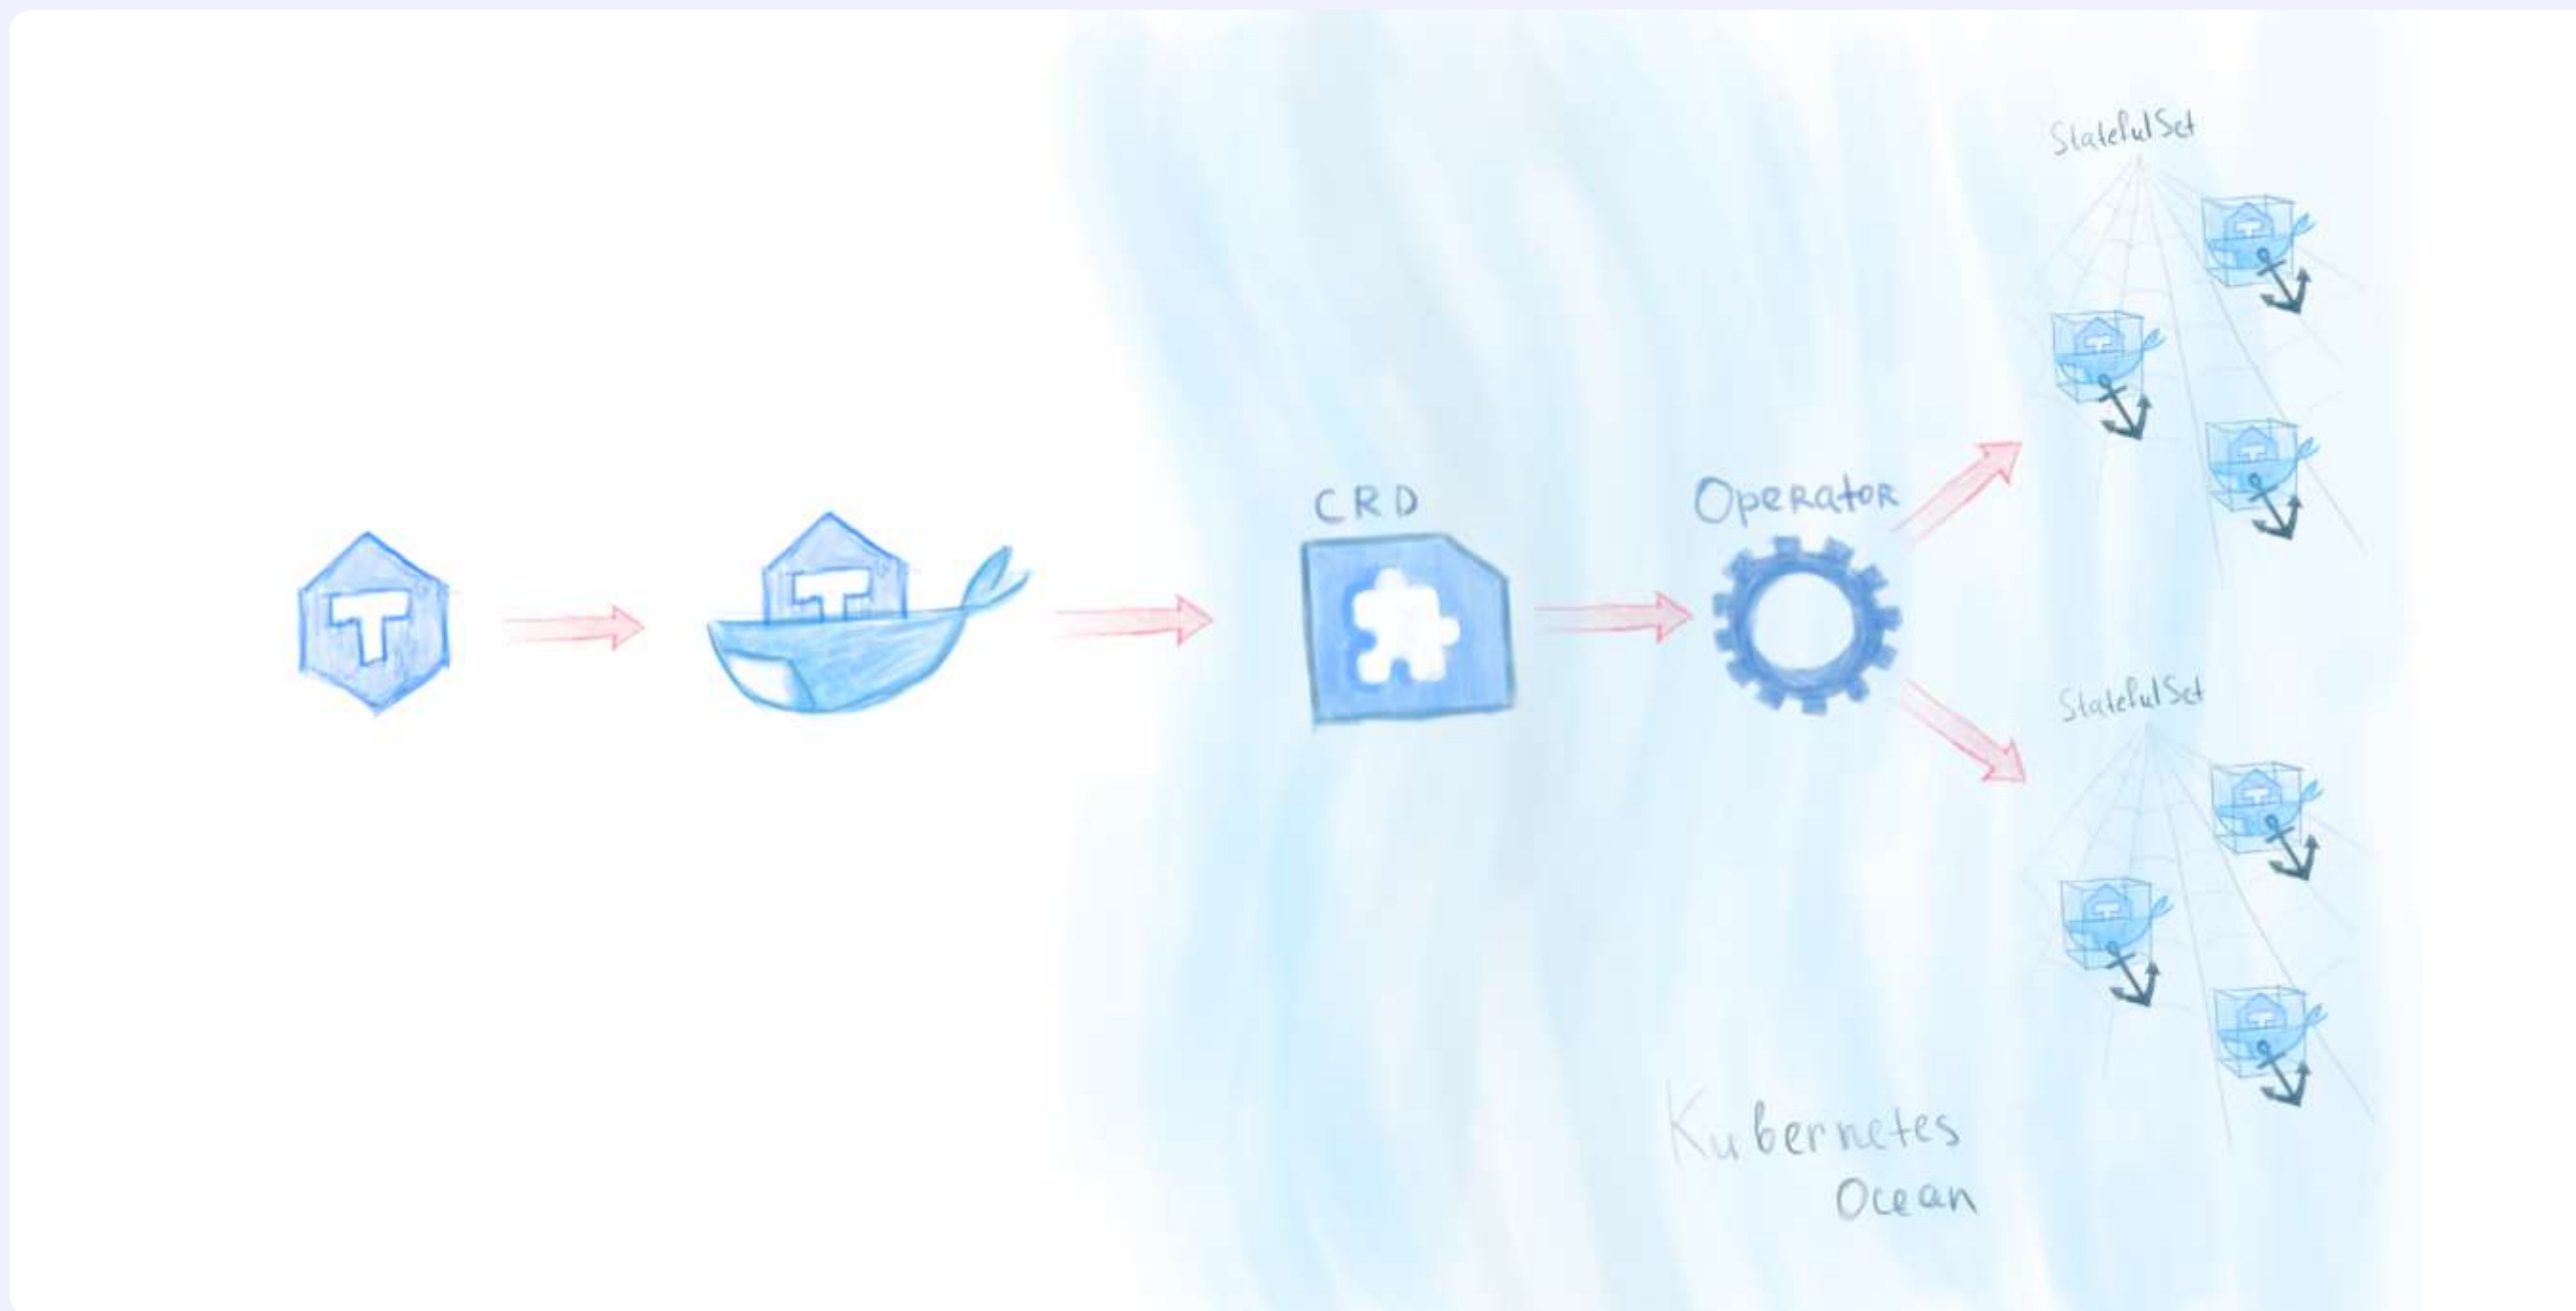 StatefulSet
CRD
Operator
T
T
StatefulSet
Kubernetes
Ocean